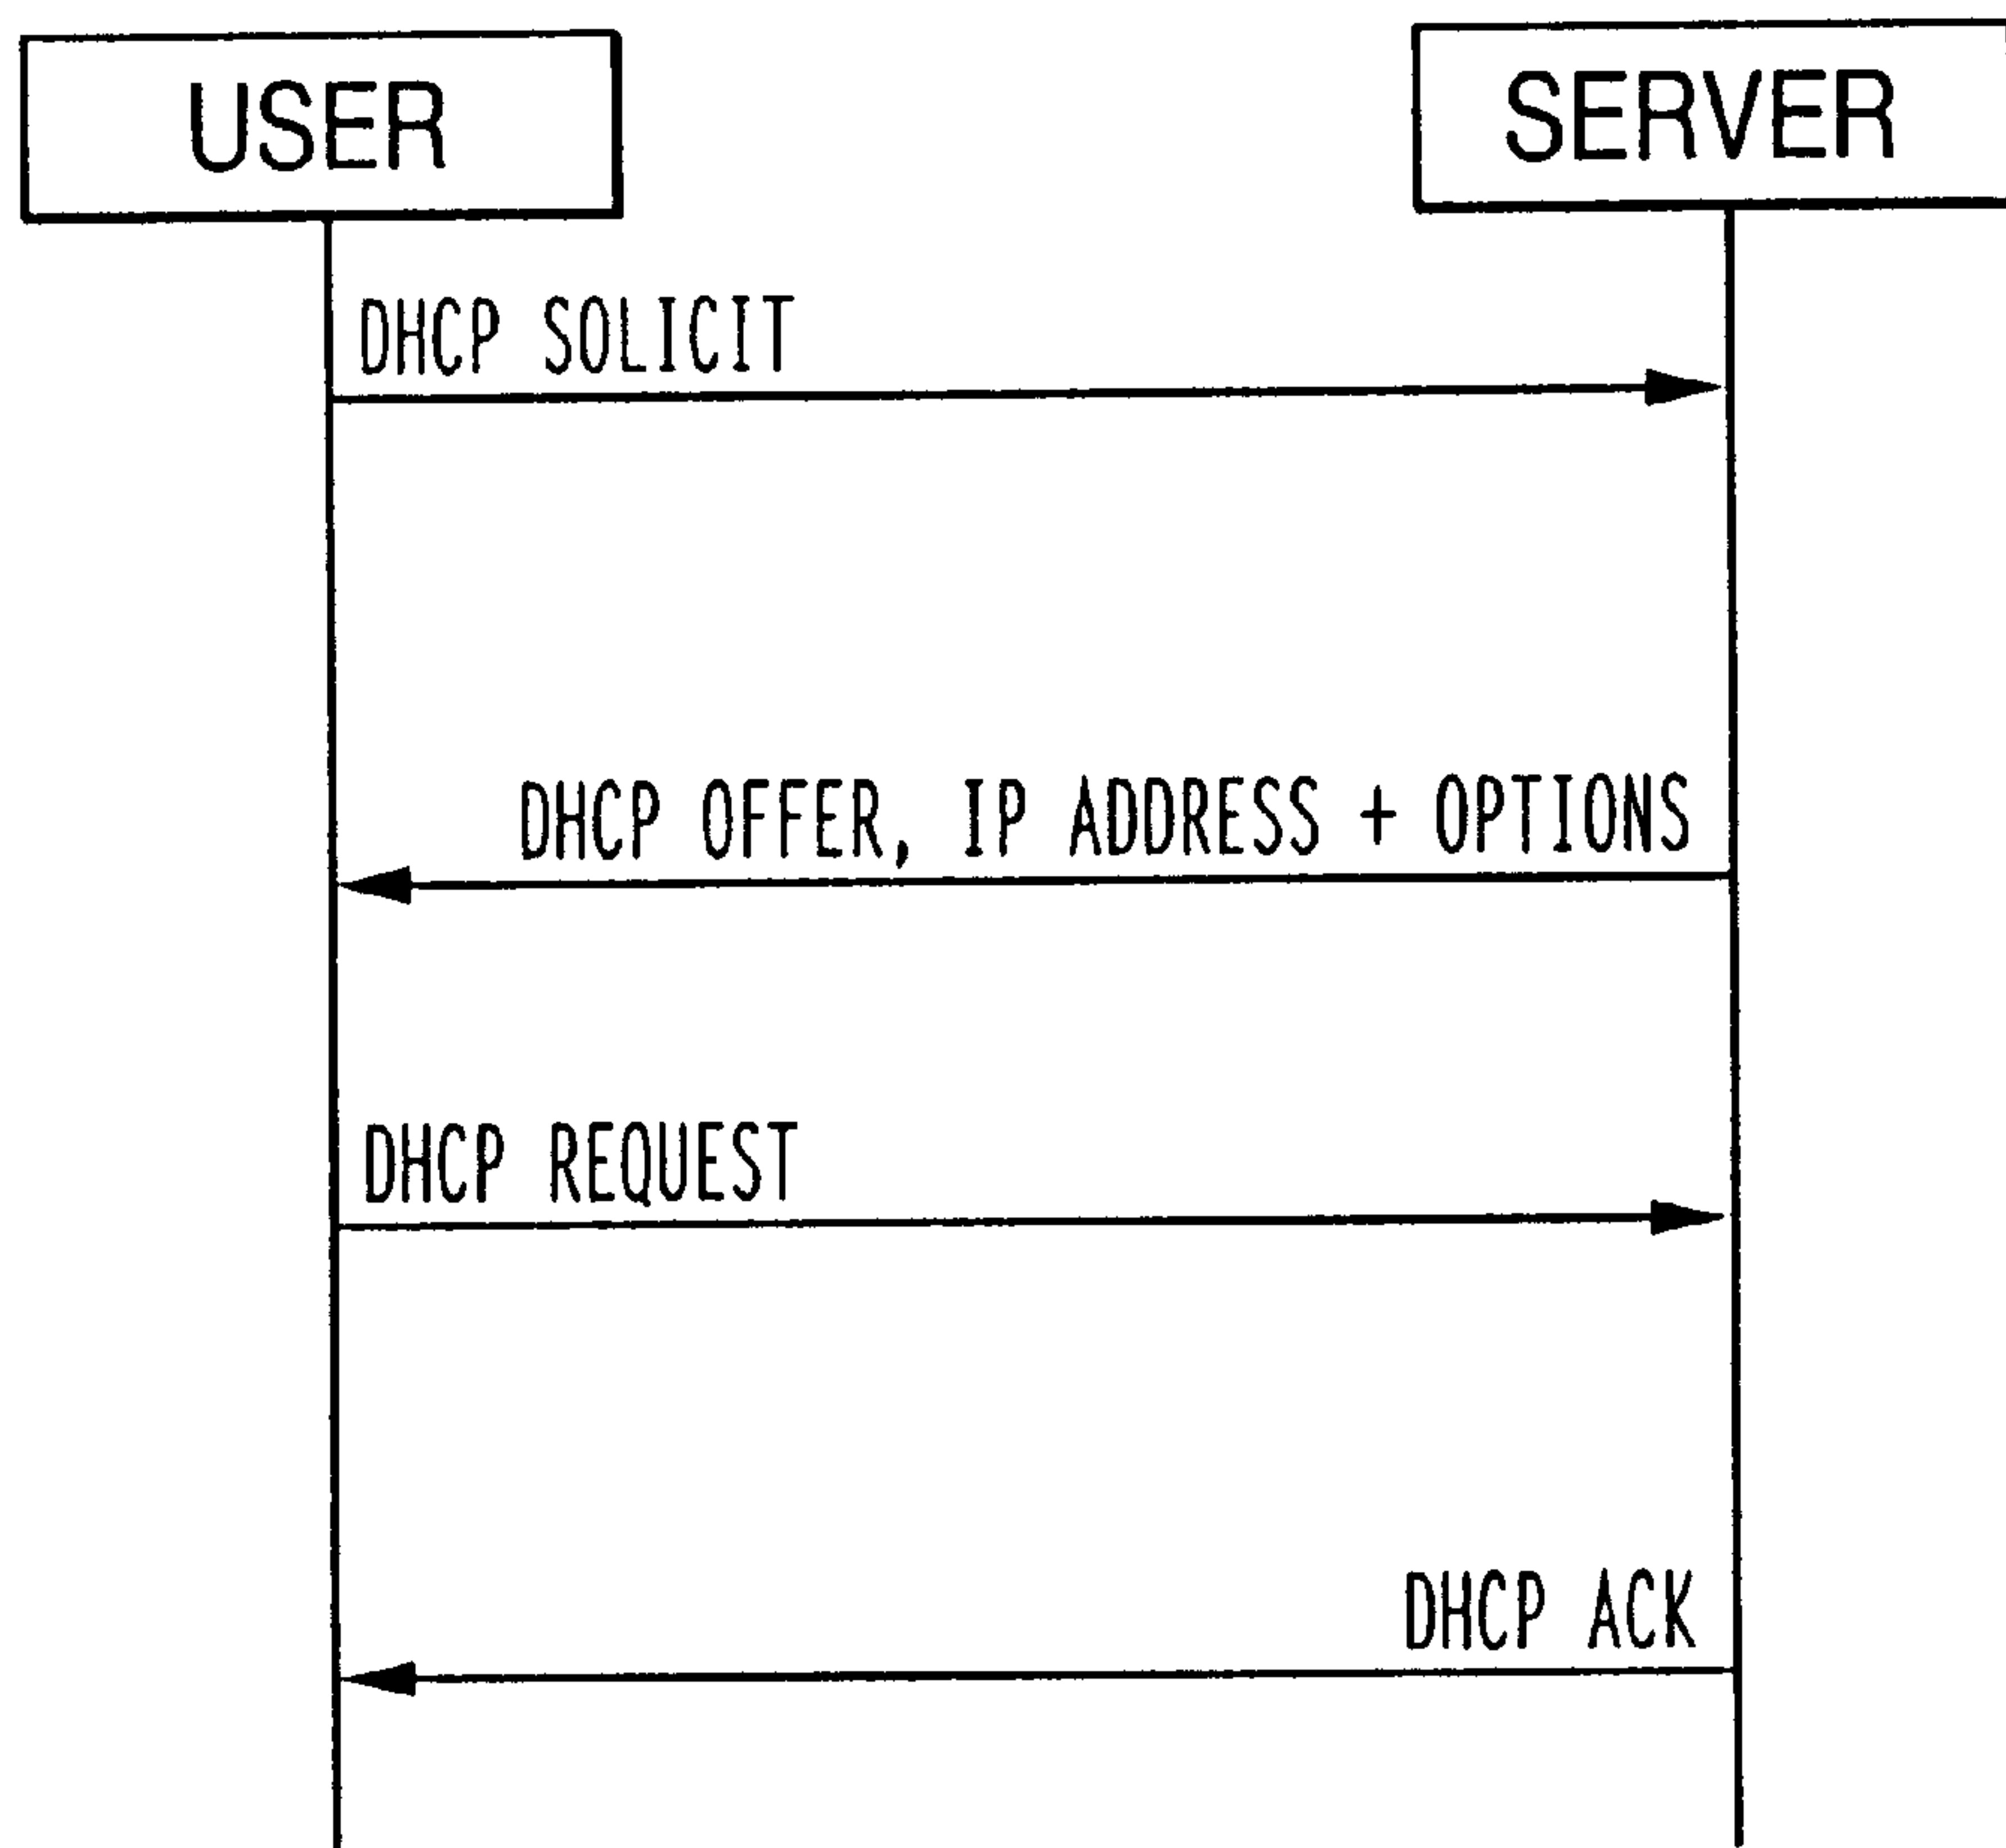 USER
SERVER
DHCP SOLICIT
DHCP OFFER, IP ADDRESS + OPTIONS
DHCP REQUEST
DHCP ACK